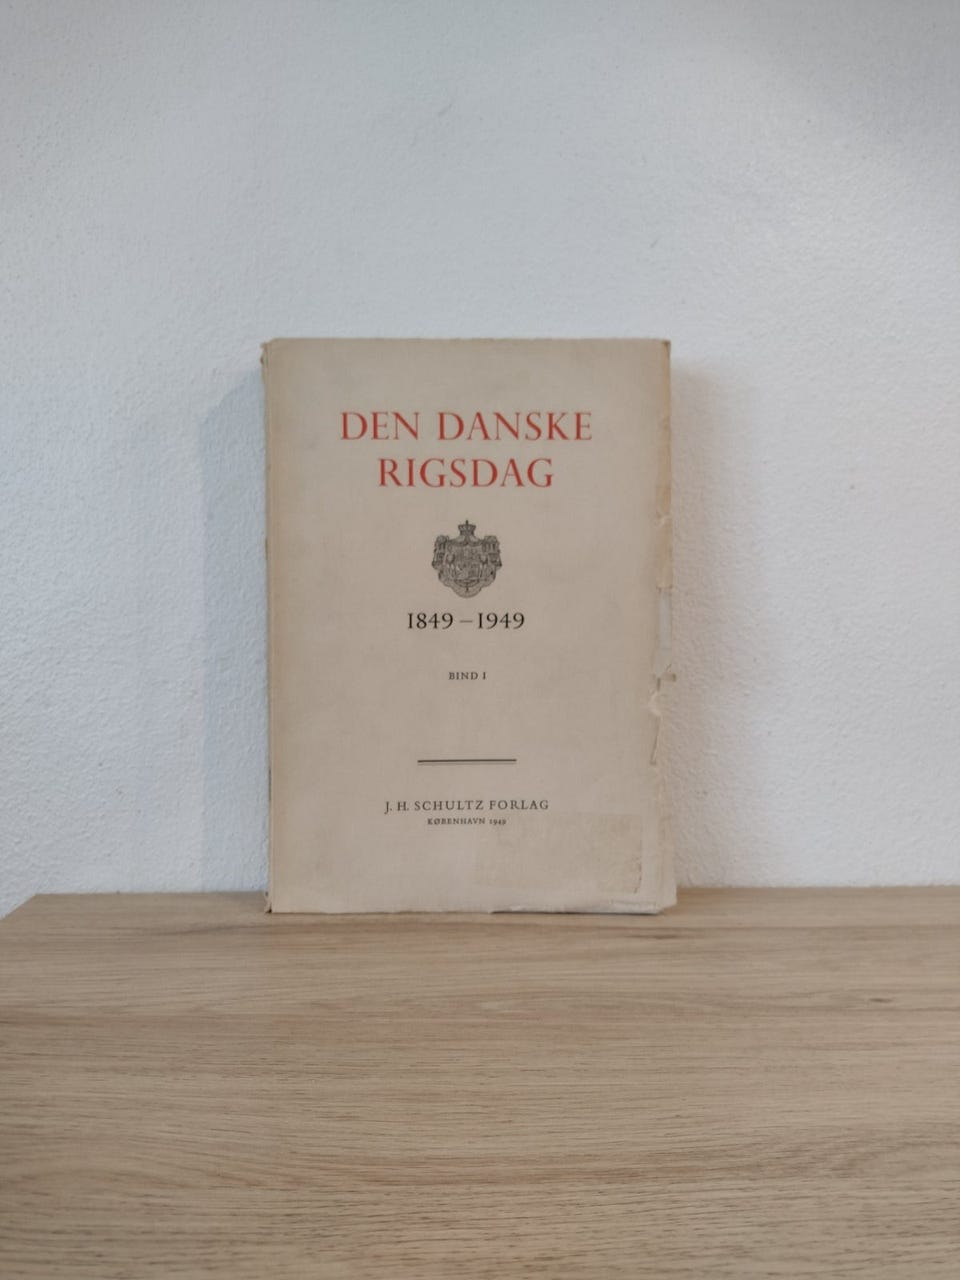 DEN DANSKE
RIGSDAG
1849 – 1949
BIND I
J. H. SCHULTZ FORLAG
KØBENHAVN 1949